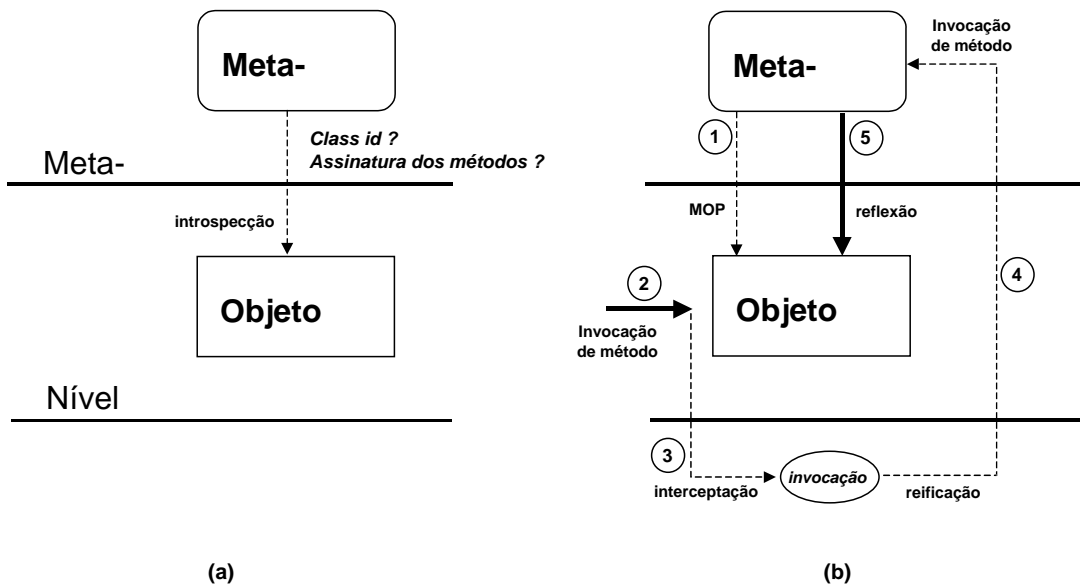 Meta-
Class id ?
Assinatura dos métodos ?
Meta-
introspecção
Objeto
Nível
(a)
Invocação
de método
Meta-
1
5
MOP
reflexão
2
4
Objeto
Invocação
de método
3
invocação
interceptação
reificação
(b)